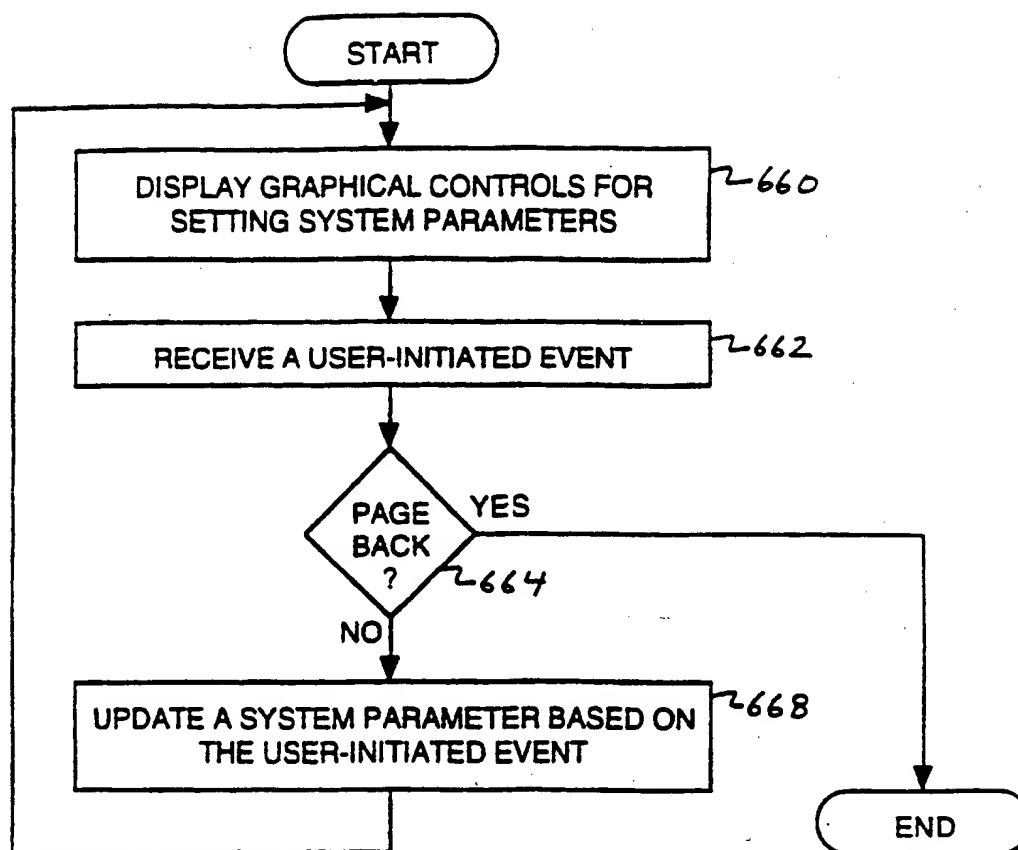 START
DISPLAY GRAPHICAL CONTROLS FOR
SETTING SYSTEM PARAMETERS
660
RECEIVE A USER-INITIATED EVENT
662
PAGE
BACK
?
YES
664
NO
UPDATE A SYSTEM PARAMETER BASED ON
THE USER-INITIATED EVENT
668
END